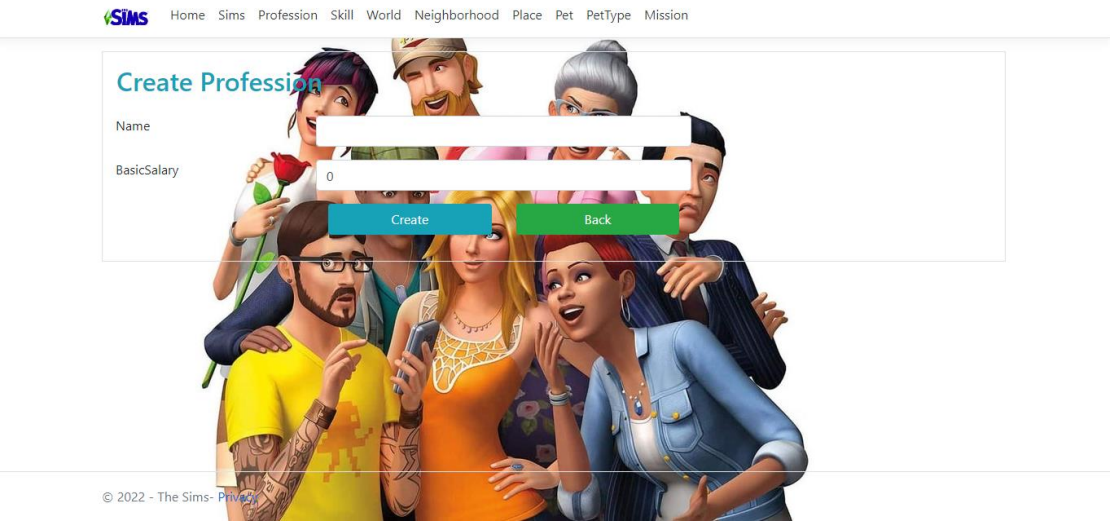 THE SIMS Home Sims Profession Skill World Neighborhood Place Pet PetType Mission
Create Profession
Name
BasicSalary 0
Create Back
© 2022 - The Sims- Privacy